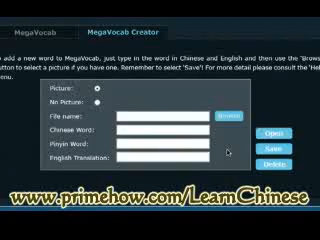 MegaVocab MegaVocab Creator
o add a new word to MegaVocab, just type in the word in Chinese and English and then use the 'Brows
utton to select a picture if you have one. Remember to select 'Save'! For more detail please consult the 'Hel
enu.
Picture:
No Picture:
File name: Browse
Chinese Word:
Pinyin Word:
English Translation:
Open
Save
Delete
www.primehow.com/LearnChinese